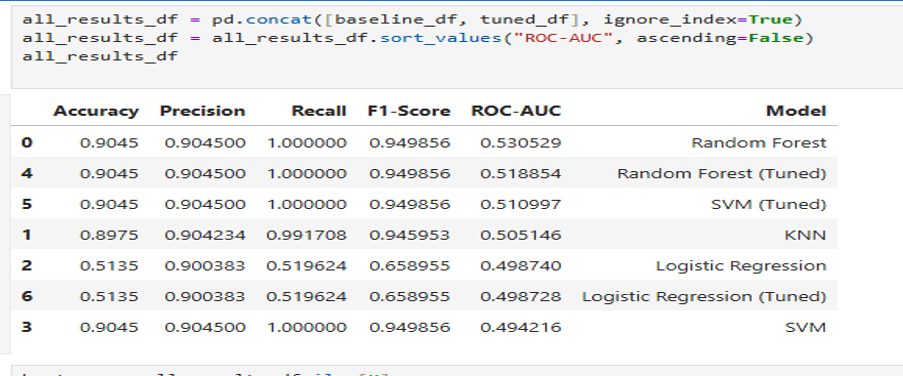 all_results_df = pd.concat([baseline_df, tuned_df], ignore_index=True)
all_results_df = all_results_df.sort_values("ROC-AUC", ascending=False)
all_results_df
Accuracy Precision Recall F1-Score ROC-AUC Model
0 0.9045 0.904500 1.000000 0.949856 0.530529 Random Forest
4 0.9045 0.904500 1.000000 0.949856 0.518854 Random Forest (Tuned)
5 0.9045 0.904500 1.000000 0.949856 0.510997 SVM (Tuned)
1 0.8975 0.904234 0.991708 0.945953 0.505146 KNN
2 0.5135 0.900383 0.519624 0.658955 0.498740 Logistic Regression
6 0.5135 0.900383 0.519624 0.658955 0.498728 Logistic Regression (Tuned)
3 0.9045 0.904500 1.000000 0.949856 0.494216 SVM